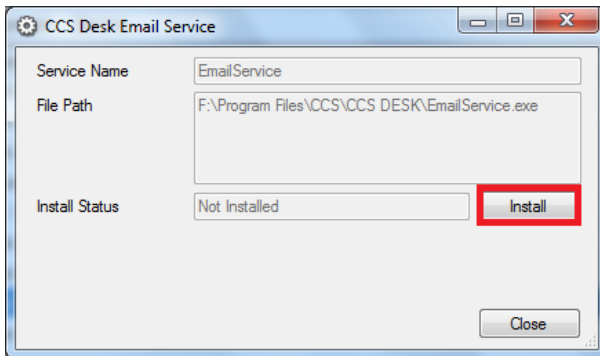 CCS Desk Email Service
Service Name EmailService
File Path F:\Program Files\CCS\CCS DESK\EmailService.exe
Install Status Not Installed Install
Close